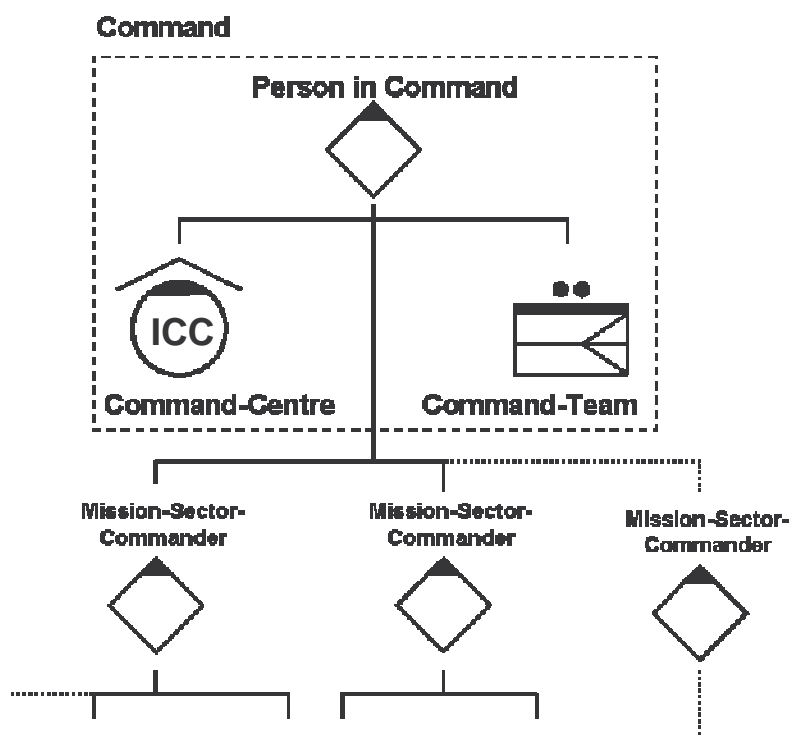 Command
Person in Command
ICC
Command-Centre
Command-Team
Mission-Sector-
Commander
Mission-Sector-
Commander
Mission-Sector-
Commander